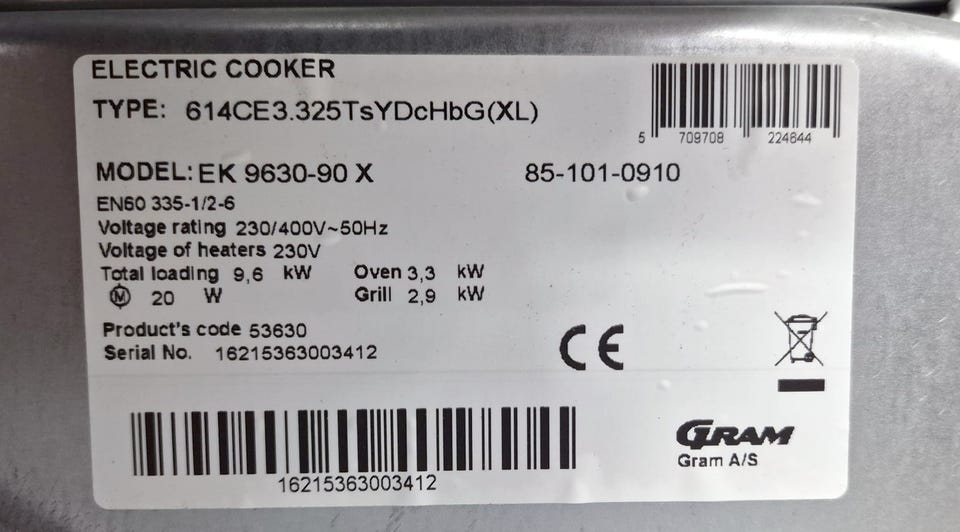 ELECTRIC COOKER
TYPE: 614CE3.325TsYDcHbG(XL)
5 709708 224644
MODEL: EK 9630-90 X 85-101-0910
EN60 335-1/2-6
Voltage rating 230/400V~50Hz
Voltage of heaters 230V
Total loading 9,6 kW Oven 3,3 kW
M 20 W Grill 2,9 kW
Product's code 53630
Serial No. 16215363003412
CE
GRAM
Gram A/S
16215363003412